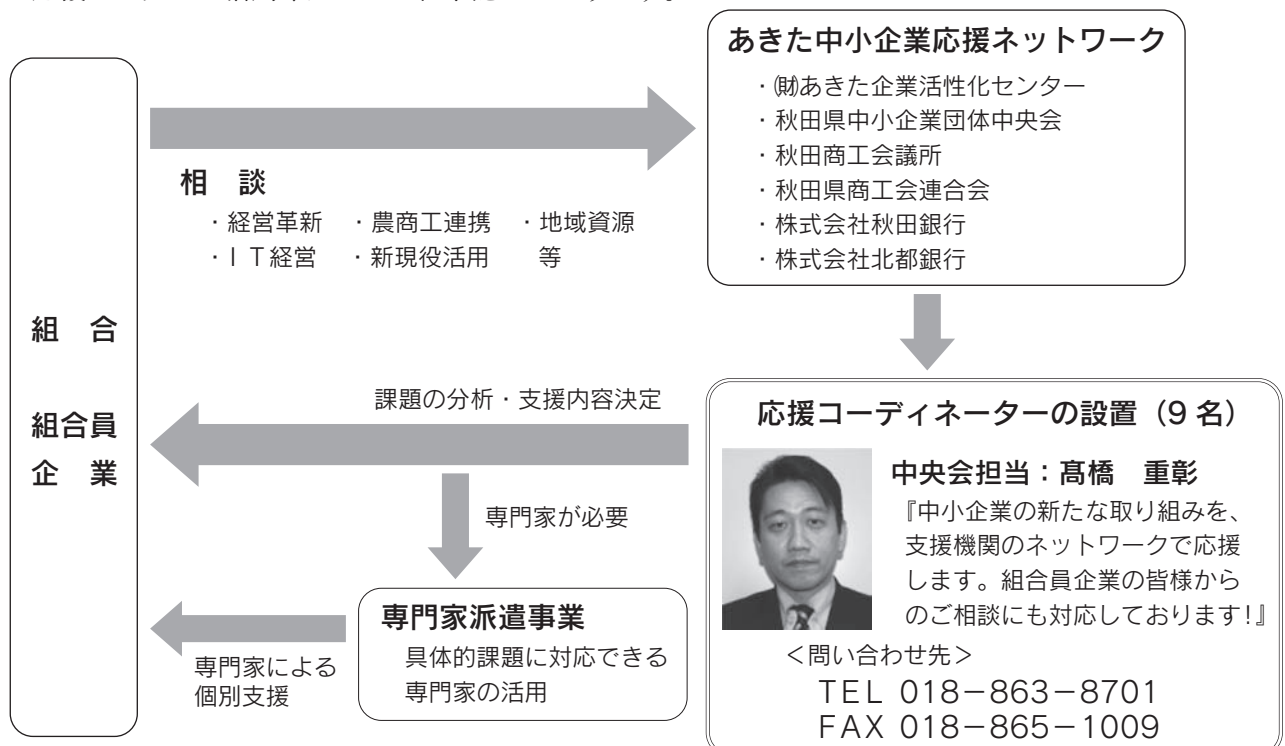 あきた中小企業応援ネットワーク
・㈶あきた企業活性化センター
・秋田県中小企業団体中央会
・秋田商工会議所
・秋田県商工会連合会
・株式会社秋田銀行
・株式会社北都銀行
相　談
・経営革新　・農商工連携　・地域資源
・ＩＴ経営　・新現役活用　等
組　合
組合員
企　業
課題の分析・支援内容決定
専門家が必要
専門家派遣事業
具体的課題に対応できる
専門家の活用
専門家による
個別支援
応援コーディネーターの設置（9 名）
中央会担当：髙橋　重彰
『中小企業の新たな取り組みを、
支援機関のネットワークで応援
します。組合員企業の皆様から
のご相談にも対応しております！』
＜問い合わせ先＞
ＴＥＬ 018－863－8701
ＦＡＸ 018－865－1009